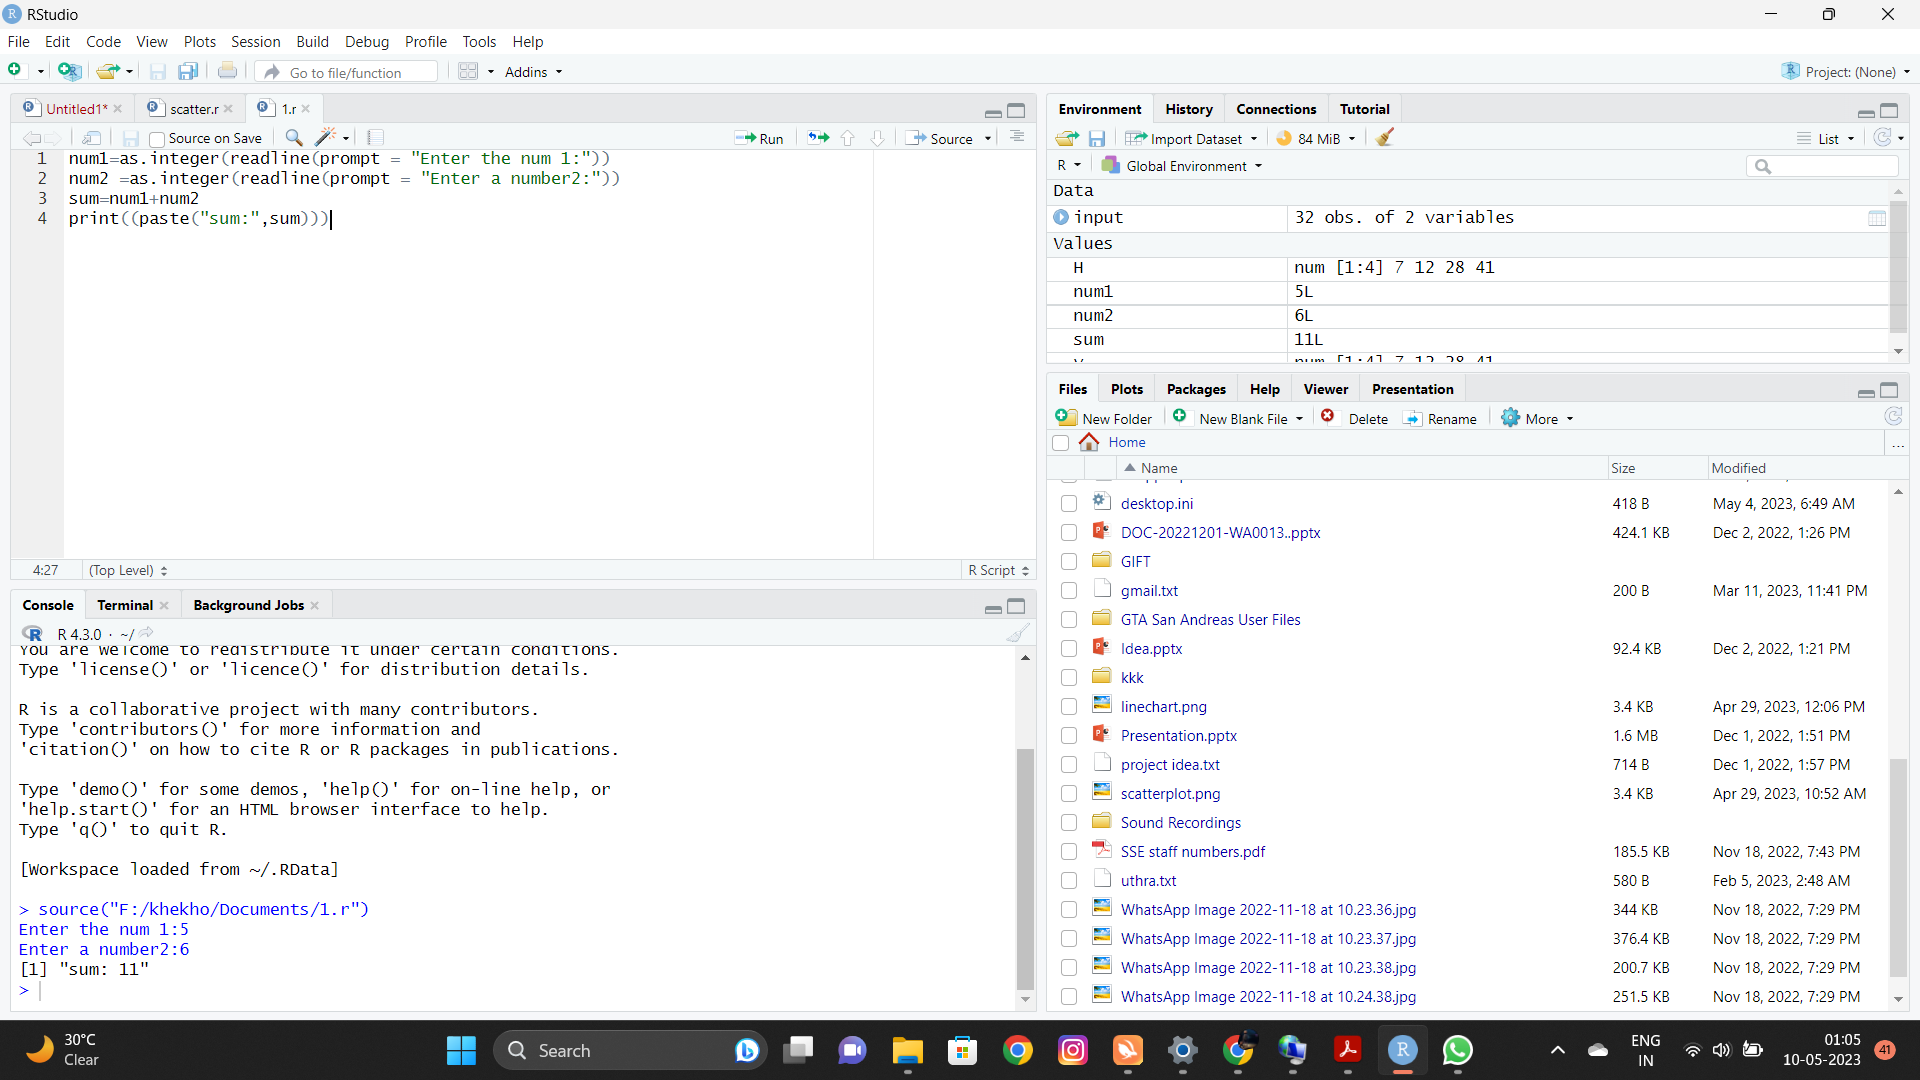 RStudio
File Edit Code View Plots Session Build Debug Profile Tools Help
Go to file/function Addins Project: (None)
Untitled1* scatter.r 1.r
Source on Save Run Source
1 num1=as.integer(readline(prompt = "Enter the num 1:"))
2 num2 =as.integer(readline(prompt = "Enter a number2:"))
3 sum=num1+num2
4 print((paste("sum:",sum)))
4:27 (Top Level) R Script
Console Terminal Background Jobs
R 4.3.0 · ~/
You are welcome to redistribute it under certain conditions.
Type 'license()' or 'licence()' for distribution details.
R is a collaborative project with many contributors.
Type 'contributors()' for more information and
'citation()' on how to cite R or R packages in publications.
Type 'demo()' for some demos, 'help()' for on-line help, or
'help.start()' for an HTML browser interface to help.
Type 'q()' to quit R.
[Workspace loaded from ~/.RData]
> source("F:/khekho/Documents/1.r")
Enter the num 1:5
Enter a number2:6
[1] "sum: 11"
>
Environment History Connections Tutorial
Import Dataset 84 MiB List
R Global Environment
Data
input 32 obs. of 2 variables
Values
H num [1:4] 7 12 28 41
num1 5L
num2 6L
sum 11L
num [1:4] 7 12 28 41
Files Plots Packages Help Viewer Presentation
New Folder New Blank File Delete Rename More
Home ...
Name Size Modified
desktop.ini 418 B May 4, 2023, 6:49 AM
DOC-20221201-WA0013..pptx 424.1 KB Dec 2, 2022, 1:26 PM
GIFT
gmail.txt 200 B Mar 11, 2023, 11:41 PM
GTA San Andreas User Files
Idea.pptx 92.4 KB Dec 2, 2022, 1:21 PM
kkk
linechart.png 3.4 KB Apr 29, 2023, 12:06 PM
Presentation.pptx 1.6 MB Dec 1, 2022, 1:51 PM
project idea.txt 714 B Dec 1, 2022, 1:57 PM
scatterplot.png 3.4 KB Apr 29, 2023, 10:52 AM
Sound Recordings
SSE staff numbers.pdf 185.5 KB Nov 18, 2022, 7:43 PM
uthra.txt 580 B Feb 5, 2023, 2:48 AM
WhatsApp Image 2022-11-18 at 10.23.36.jpg 344 KB Nov 18, 2022, 7:29 PM
WhatsApp Image 2022-11-18 at 10.23.37.jpg 376.4 KB Nov 18, 2022, 7:29 PM
WhatsApp Image 2022-11-18 at 10.23.38.jpg 200.7 KB Nov 18, 2022, 7:29 PM
WhatsApp Image 2022-11-18 at 10.24.38.jpg 251.5 KB Nov 18, 2022, 7:29 PM
30°C
Clear
Search
ENG
IN
01:05
10-05-2023
41